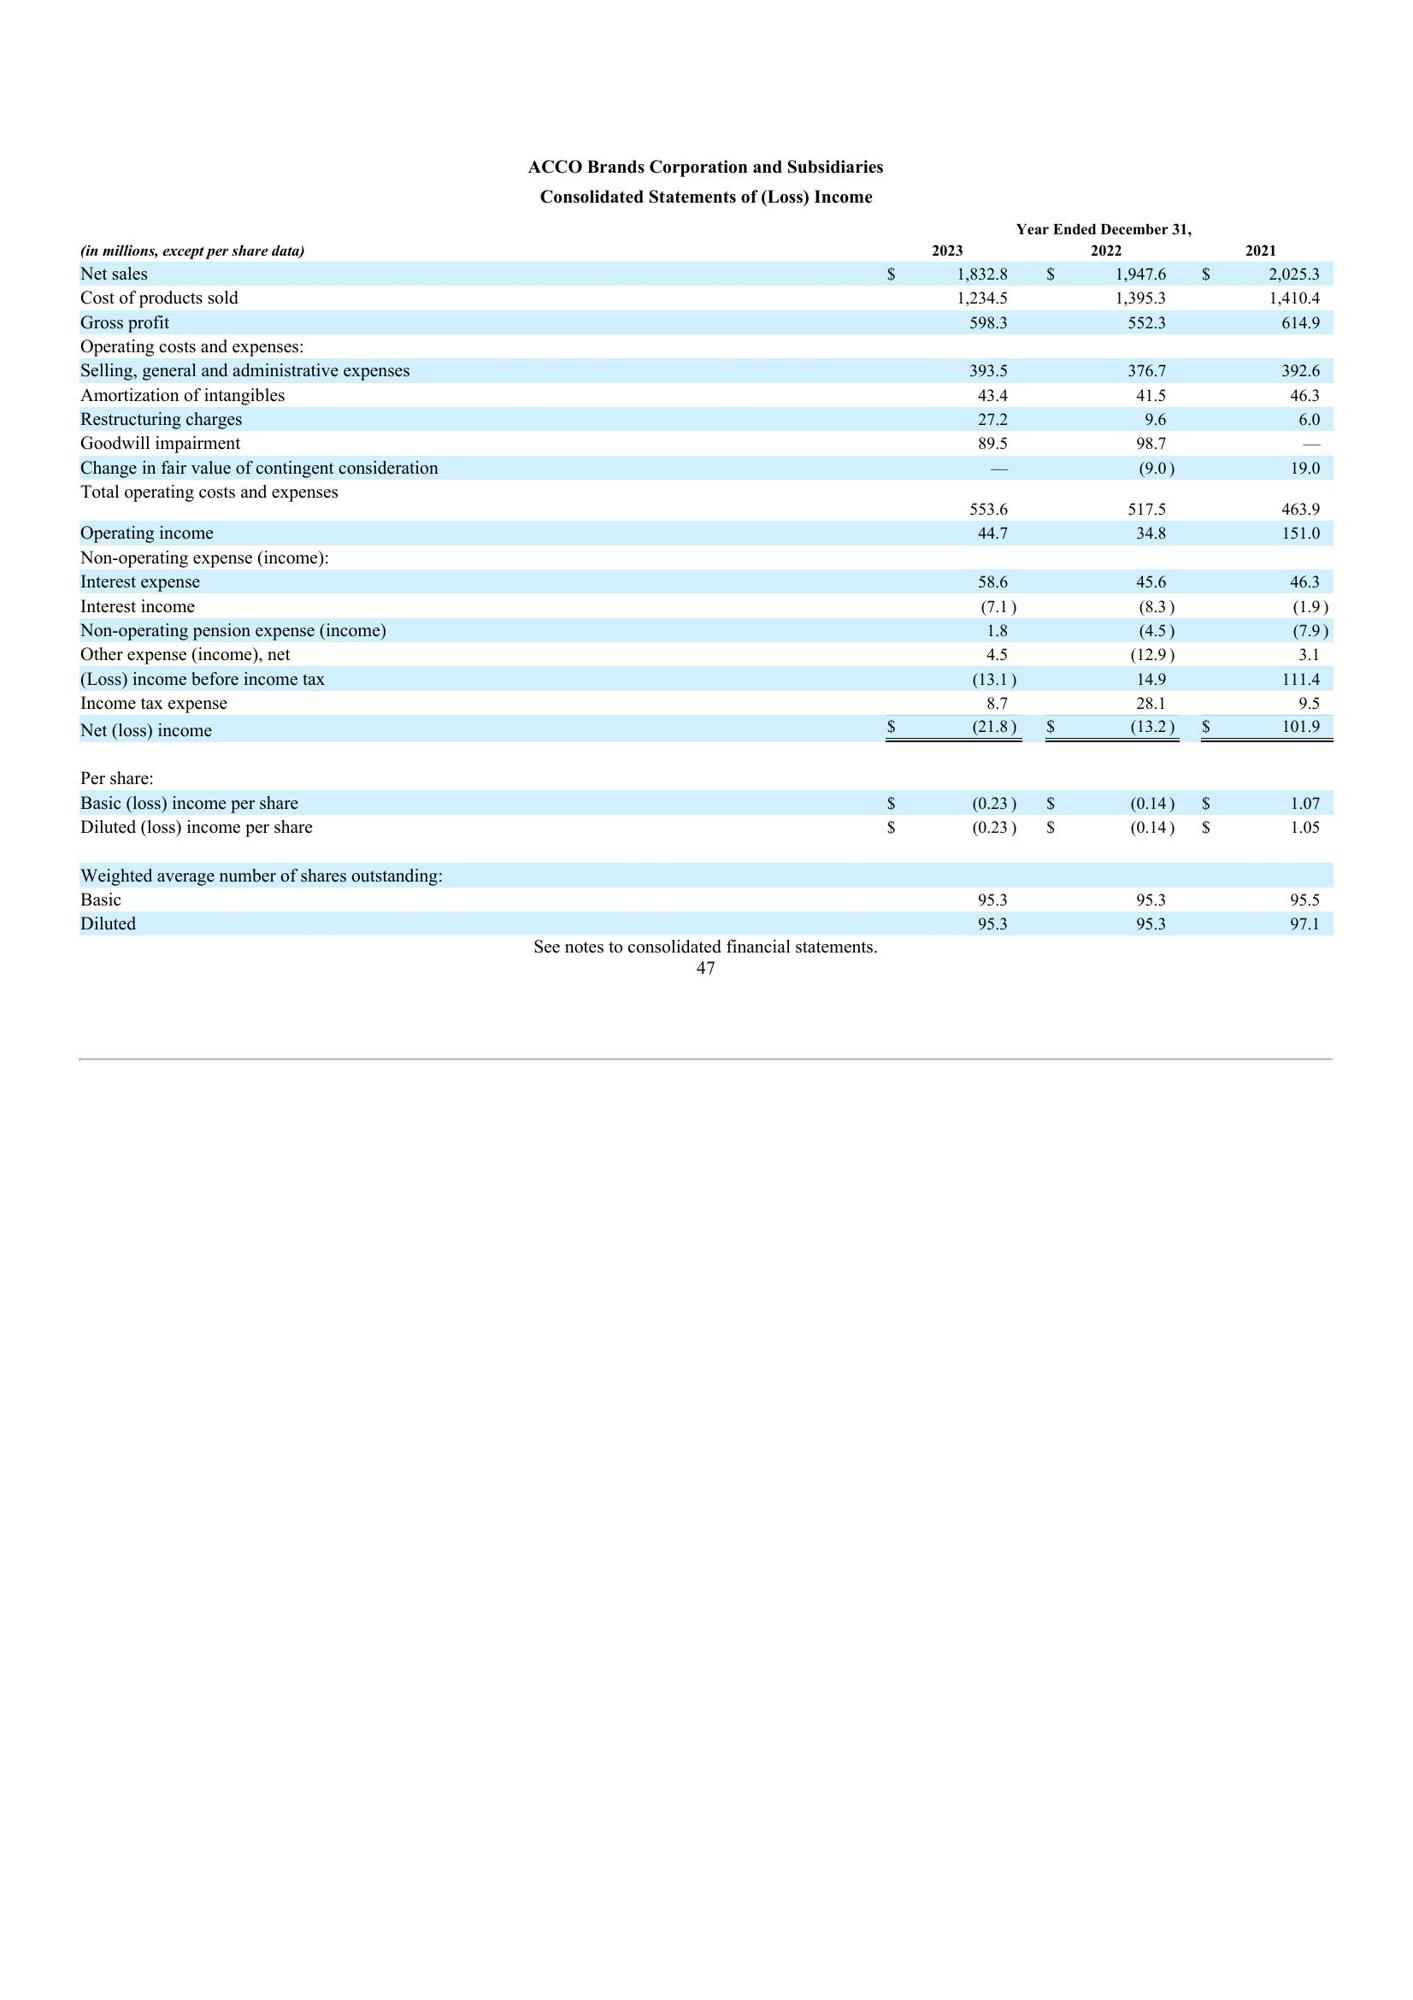 ACCO Brands Corporation and Subsidiaries
Consolidated Statements of (Loss) Income
Year Ended December 31,
(in millions, except per share data) 2023 2022 2021
Net sales $ 1,832.8 $ 1,947.6 $ 2,025.3
Cost of products sold 1,234.5 1,395.3 1,410.4
Gross profit 598.3 552.3 614.9
Operating costs and expenses:
Selling, general and administrative expenses 393.5 376.7 392.6
Amortization of intangibles 43.4 41.5 46.3
Restructuring charges 27.2 9.6 6.0
Goodwill impairment 89.5 98.7 —
Change in fair value of contingent consideration — (9.0 ) 19.0
Total operating costs and expenses
553.6 517.5 463.9
Operating income 44.7 34.8 151.0
Non-operating expense (income):
Interest expense 58.6 45.6 46.3
Interest income (7.1 ) (8.3 ) (1.9 )
Non-operating pension expense (income) 1.8 (4.5 ) (7.9 )
Other expense (income), net 4.5 (12.9 ) 3.1
(Loss) income before income tax (13.1 ) 14.9 111.4
Income tax expense 8.7 28.1 9.5
Net (loss) income $ (21.8 ) $ (13.2 ) $ 101.9
Per share:
Basic (loss) income per share $ (0.23 ) $ (0.14 ) $ 1.07
Diluted (loss) income per share $ (0.23 ) $ (0.14 ) $ 1.05
Weighted average number of shares outstanding:
Basic 95.3 95.3 95.5
Diluted 95.3 95.3 97.1
See notes to consolidated financial statements.
47